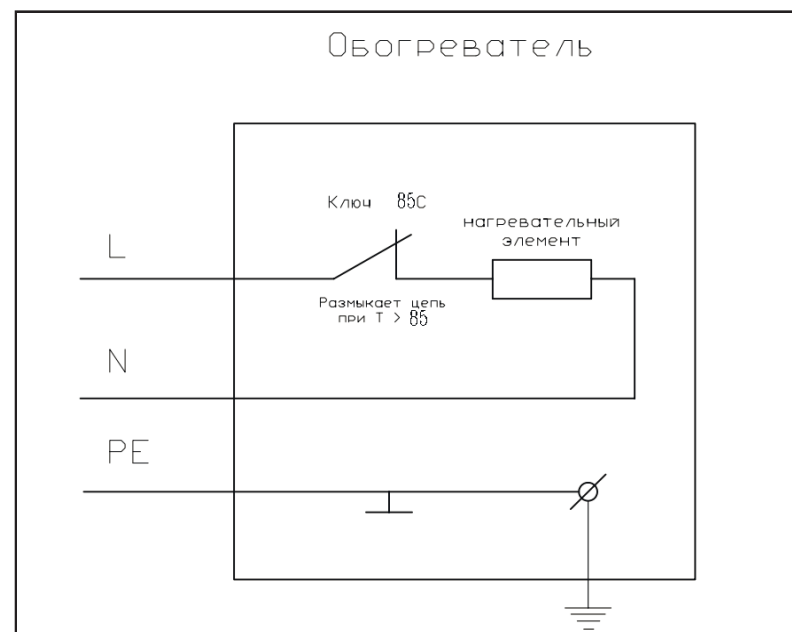 Обогреватель
Ключ 85С
нагревательный
элемент
L
Размыкает цепь
при Т > 85
N
PE